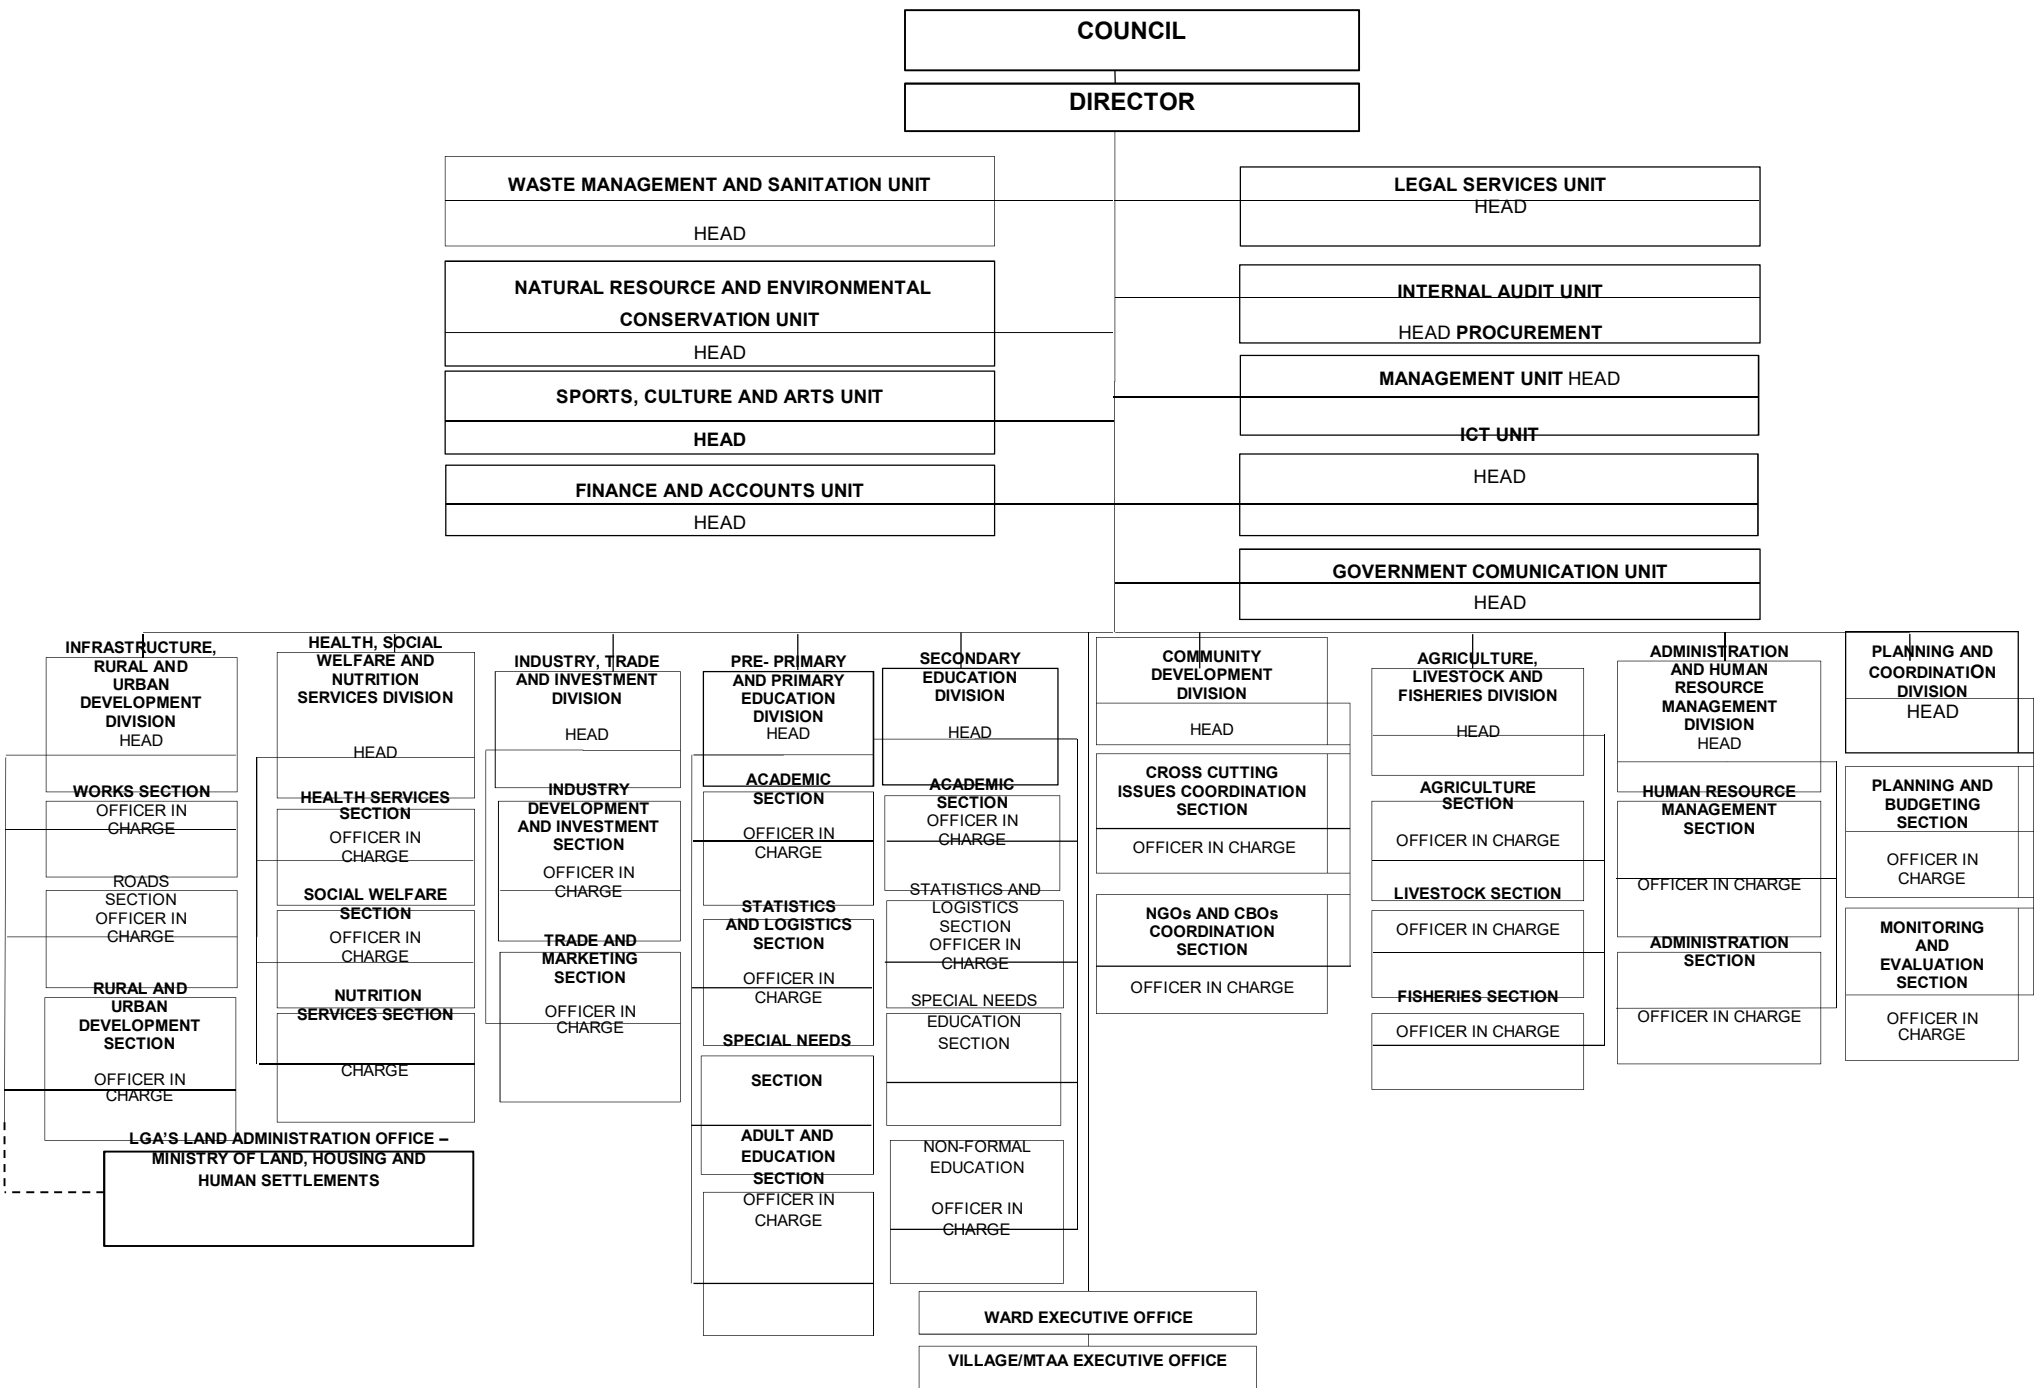 COUNCIL
DIRECTOR
WASTE MANAGEMENT AND SANITATION UNIT
HEAD
NATURAL RESOURCE AND ENVIRONMENTAL
CONSERVATION UNIT
HEAD
SPORTS, CULTURE AND ARTS UNIT
HEAD
FINANCE AND ACCOUNTS UNIT
HEAD
LEGAL SERVICES UNIT
HEAD
INTERNAL AUDIT UNIT
HEAD PROCUREMENT
MANAGEMENT UNIT HEAD
ICT UNIT
HEAD
GOVERNMENT COMUNICATION UNIT
HEAD
INFRASTRUCTURE,
RURAL AND
URBAN
DEVELOPMENT
DIVISION
HEAD
WORKS SECTION
OFFICER IN
CHARGE
ROADS
SECTION
OFFICER IN
CHARGE
RURAL AND
URBAN
DEVELOPMENT
SECTION
OFFICER IN
CHARGE
LGA'S LAND ADMINISTRATION OFFICE –
MINISTRY OF LAND, HOUSING AND
HUMAN SETTLEMENTS
HEALTH, SOCIAL
WELFARE AND
NUTRITION
SERVICES DIVISION
HEAD
HEALTH SERVICES
SECTION
OFFICER IN
CHARGE
SOCIAL WELFARE
SECTION
OFFICER IN
CHARGE
NUTRITION
SERVICES SECTION
CHARGE
INDUSTRY, TRADE
AND INVESTMENT
DIVISION
HEAD
INDUSTRY
DEVELOPMENT
AND INVESTMENT
SECTION
OFFICER IN
CHARGE
TRADE AND
MARKETING
SECTION
OFFICER IN
CHARGE
PRE- PRIMARY
AND PRIMARY
EDUCATION
DIVISION
HEAD
ACADEMIC
SECTION
OFFICER IN
CHARGE
STATISTICS
AND LOGISTICS
SECTION
OFFICER IN
CHARGE
SPECIAL NEEDS
SECTION
ADULT AND
EDUCATION
SECTION
OFFICER IN
CHARGE
SECONDARY
EDUCATION
DIVISION
HEAD
ACADEMIC
SECTION
OFFICER IN
CHARGE
STATISTICS AND
LOGISTICS
SECTION
OFFICER IN
CHARGE
SPECIAL NEEDS
EDUCATION
SECTION
NON-FORMAL
EDUCATION
OFFICER IN
CHARGE
COMMUNITY
DEVELOPMENT
DIVISION
HEAD
CROSS CUTTING
ISSUES COORDINATION
SECTION
OFFICER IN CHARGE
NGOs AND CBOs
COORDINATION
SECTION
OFFICER IN CHARGE
AGRICULTURE,
LIVESTOCK AND
FISHERIES DIVISION
HEAD
AGRICULTURE
SECTION
OFFICER IN CHARGE
LIVESTOCK SECTION
OFFICER IN CHARGE
FISHERIES SECTION
OFFICER IN CHARGE
ADMINISTRATION
AND HUMAN
RESOURCE
MANAGEMENT
DIVISION
HEAD
HUMAN RESOURCE
MANAGEMENT
SECTION
OFFICER IN CHARGE
ADMINISTRATION
SECTION
OFFICER IN CHARGE
PLANNING AND
COORDINATION
DIVISION
HEAD
PLANNING AND
BUDGETING
SECTION
OFFICER IN
CHARGE
MONITORING
AND
EVALUATION
SECTION
OFFICER IN
CHARGE
WARD EXECUTIVE OFFICE
VILLAGE/MTAA EXECUTIVE OFFICE